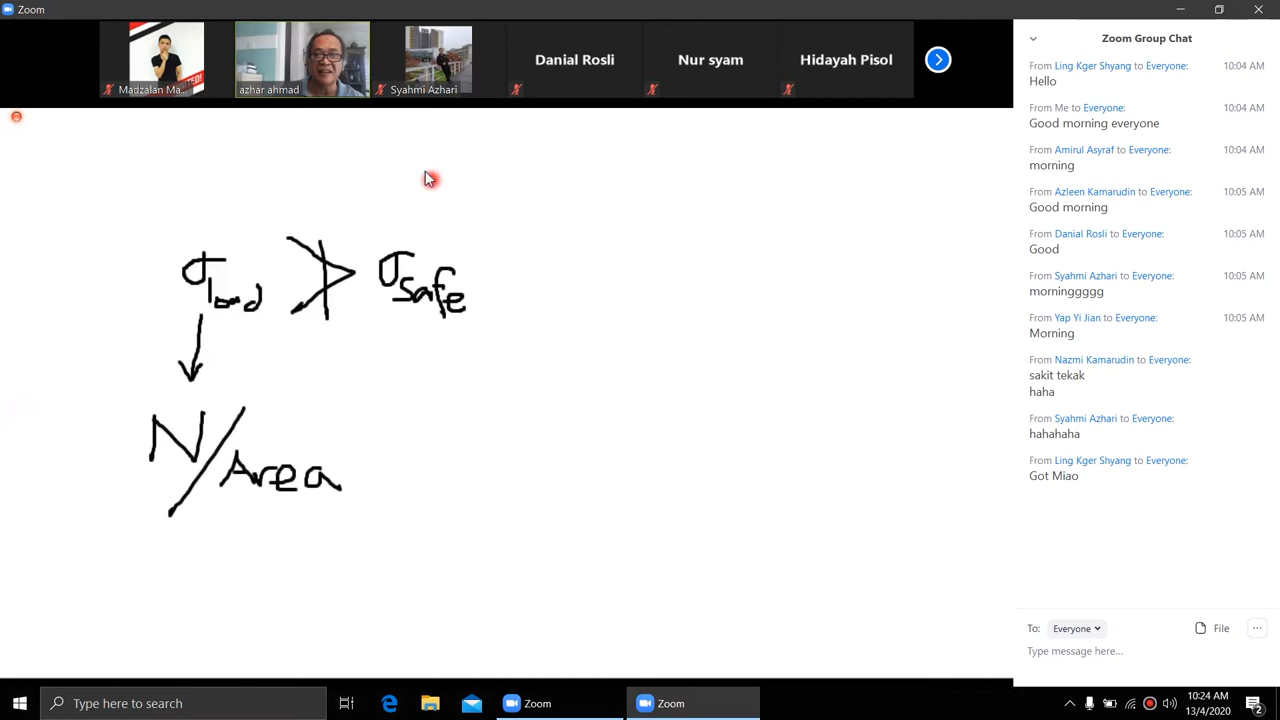 Zoom
Madzalan Ma...
azhar ahmad
Syahmi Azhari
Danial Rosli
Nur syam
Hidayah Pisol
σload ≯ σSafe
N/Area
Zoom Group Chat
From Ling Kger Shyang to Everyone: 10:04 AM
Hello
From Me to Everyone: 10:04 AM
Good morning everyone
From Amirul Asyraf to Everyone: 10:04 AM
morning
From Azleen Kamarudin to Everyone: 10:05 AM
Good morning
From Danial Rosli to Everyone: 10:05 AM
Good
From Syahmi Azhari to Everyone: 10:05 AM
morninggggg
From Yap Yi Jian to Everyone: 10:05 AM
Morning
From Nazmi Kamarudin to Everyone:
sakit tekak
haha
From Syahmi Azhari to Everyone:
hahahaha
From Ling Kger Shyang to Everyone:
Got Miao
To: Everyone File ...
Type message here...
Type here to search
Zoom
Zoom
10:24 AM
13/4/2020
2